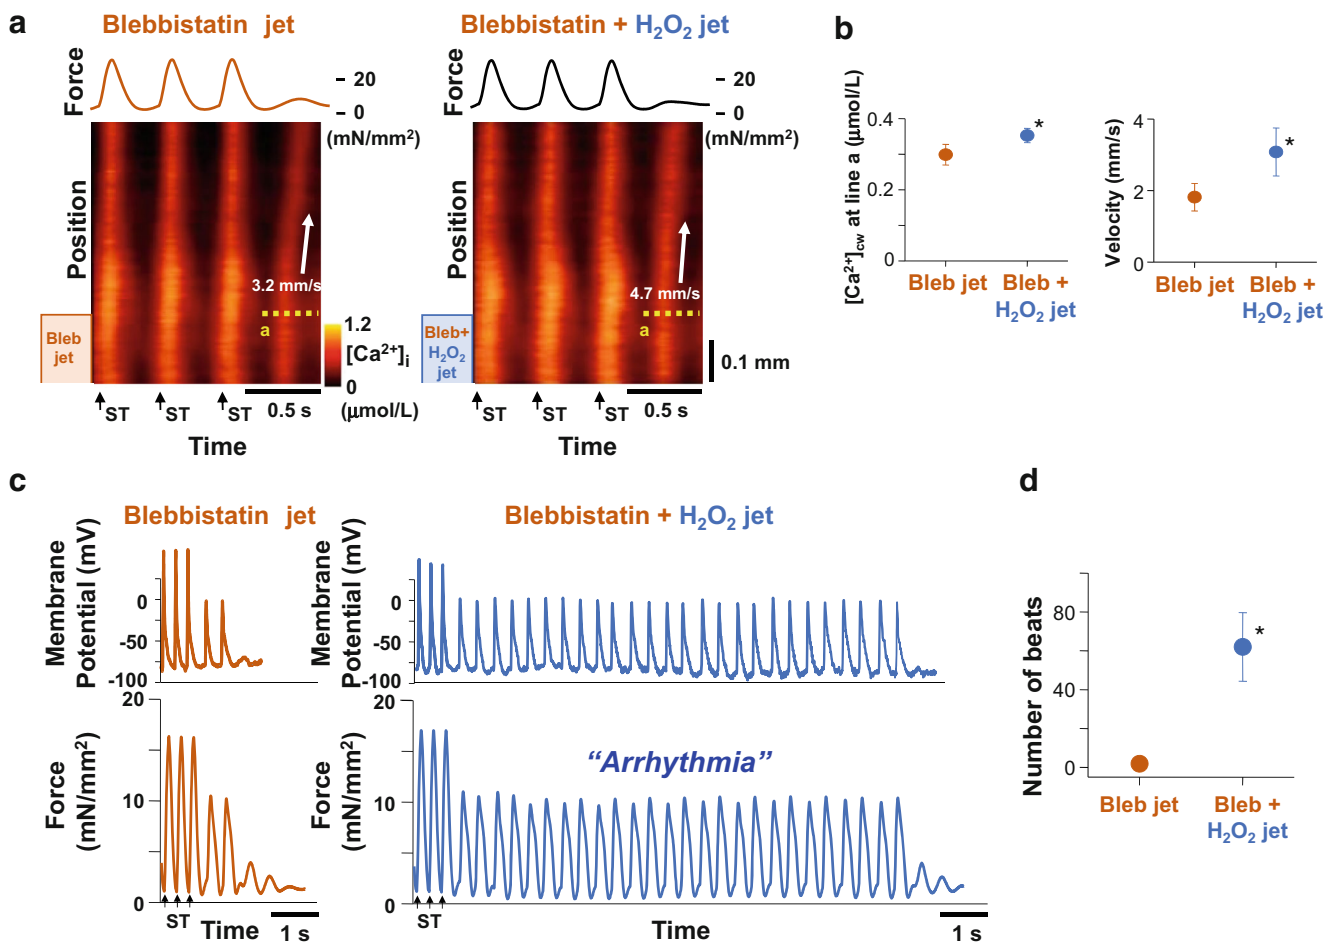 a
Blebbistatin jet
Force
20
0
(mN/mm²)
Position
3.2 mm/s
a
Bleb
jet
1.2
[Ca²⁺]i
0
(μmol/L)
ST
ST
ST
0.5 s
Time
Blebbistatin + H₂O₂ jet
Force
20
0
(mN/mm²)
Position
4.7 mm/s
a
Bleb+
H₂O₂
jet
0.1 mm
ST
ST
ST
0.5 s
Time
b
[Ca²⁺]cw at line a (μmol/L)
0.4
0.2
0
*
Bleb jet
Bleb +
H₂O₂ jet
Velocity (mm/s)
4
2
0
*
Bleb jet
Bleb +
H₂O₂ jet
c
Blebbistatin jet
Membrane
Potential (mV)
0
-50
-100
Force
(mN/mm²)
20
10
0
ST
Time
1 s
Blebbistatin + H₂O₂ jet
Membrane
Potential (mV)
0
-50
-100
Force
(mN/mm²)
20
10
0
"Arrhythmia"
ST
Time
1 s
d
Number of beats
80
40
0
*
Bleb jet
Bleb +
H₂O₂ jet